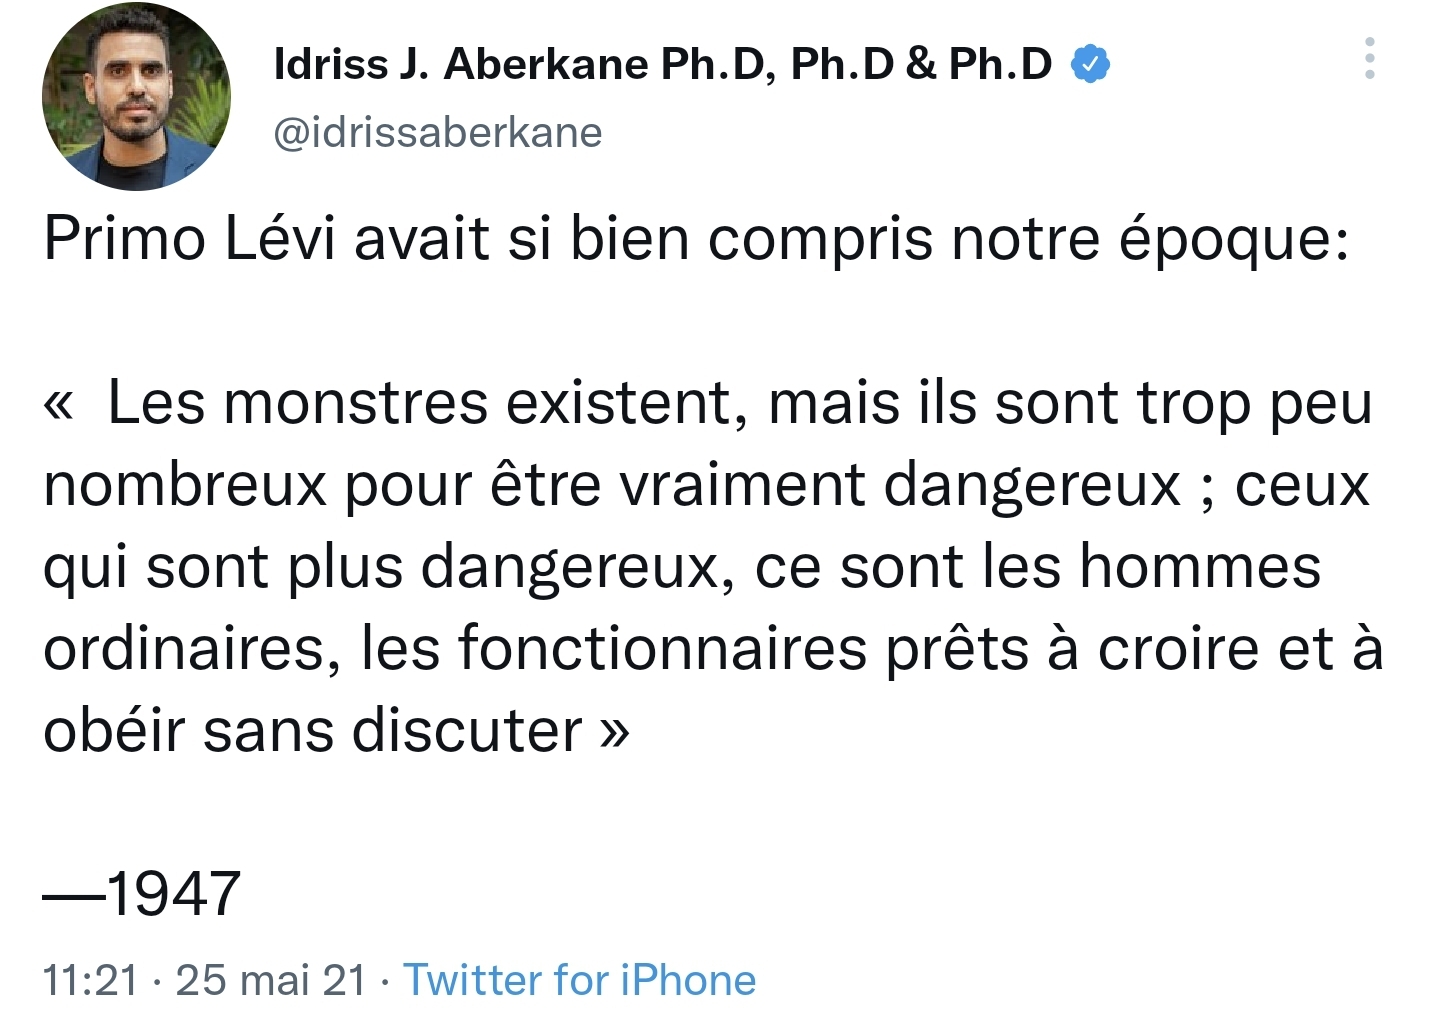 Idriss J. Aberkane Ph.D, Ph.D & Ph.D
@idrissaberkane
Primo Lévi avait si bien compris notre époque:
«  Les monstres existent, mais ils sont trop peu
nombreux pour être vraiment dangereux ; ceux
qui sont plus dangereux, ce sont les hommes
ordinaires, les fonctionnaires prêts à croire et à
obéir sans discuter »
—1947
11:21 · 25 mai 21 · Twitter for iPhone